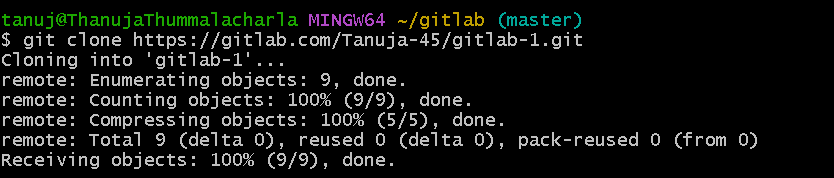 tanuj@ThanujaThummalacharla MINGW64 ~/gitlab (master)
$ git clone https://gitlab.com/Tanuja-45/gitlab-1.git
Cloning into 'gitlab-1'...
remote: Enumerating objects: 9, done.
remote: Counting objects: 100% (9/9), done.
remote: Compressing objects: 100% (5/5), done.
remote: Total 9 (delta 0), reused 0 (delta 0), pack-reused 0 (from 0)
Receiving objects: 100% (9/9), done.